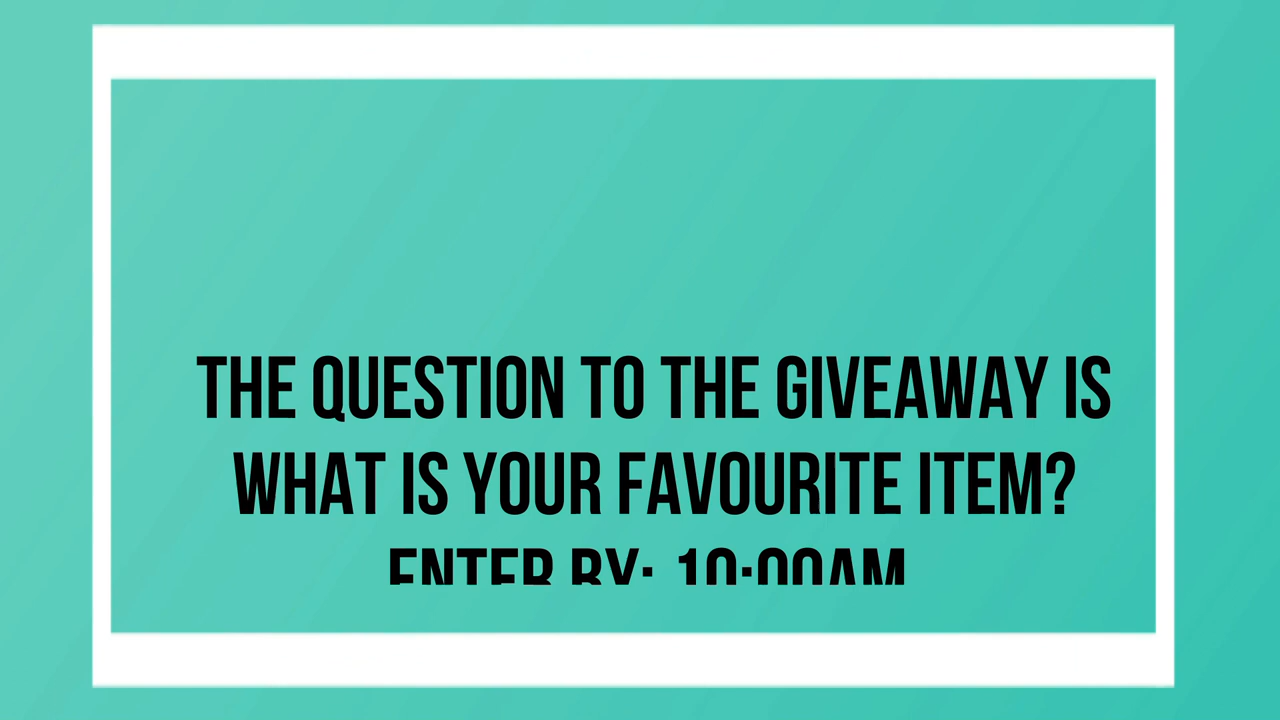 THE QUESTION TO THE GIVEAWAY IS
WHAT IS YOUR FAVOURITE ITEM?
ENTER BY: 10:00AM